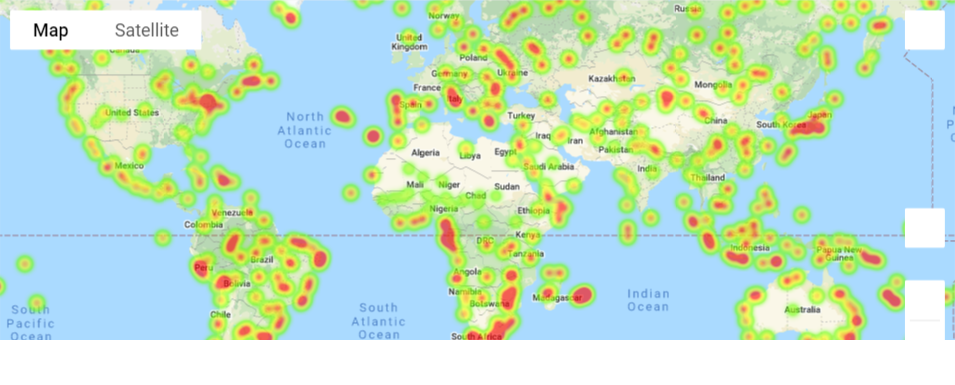 Map
Satellite
Russia
Norway
United
Kingdom
Poland
Germany
Ukraine
Kazakhstan
Mongolia
France
Italy
Spain
United States
North
Atlantic
Ocean
Turkey
China
South Korea
Japan
Iraq
Iran
Afghanistan
Pakistan
Algeria
Libya
Egypt
Saudi Arabia
India
Thailand
Mexico
Mali
Niger
Chad
Sudan
Nigeria
Ethiopia
Venezuela
Colombia
DRC
Kenya
Tanzania
Indonesia
Papua New
Guinea
Brazil
Peru
Bolivia
Angola
Namibia
Botswana
Madagascar
Indian
Ocean
Australia
Chile
South
Pacific
Ocean
South
Atlantic
Ocean
South Africa